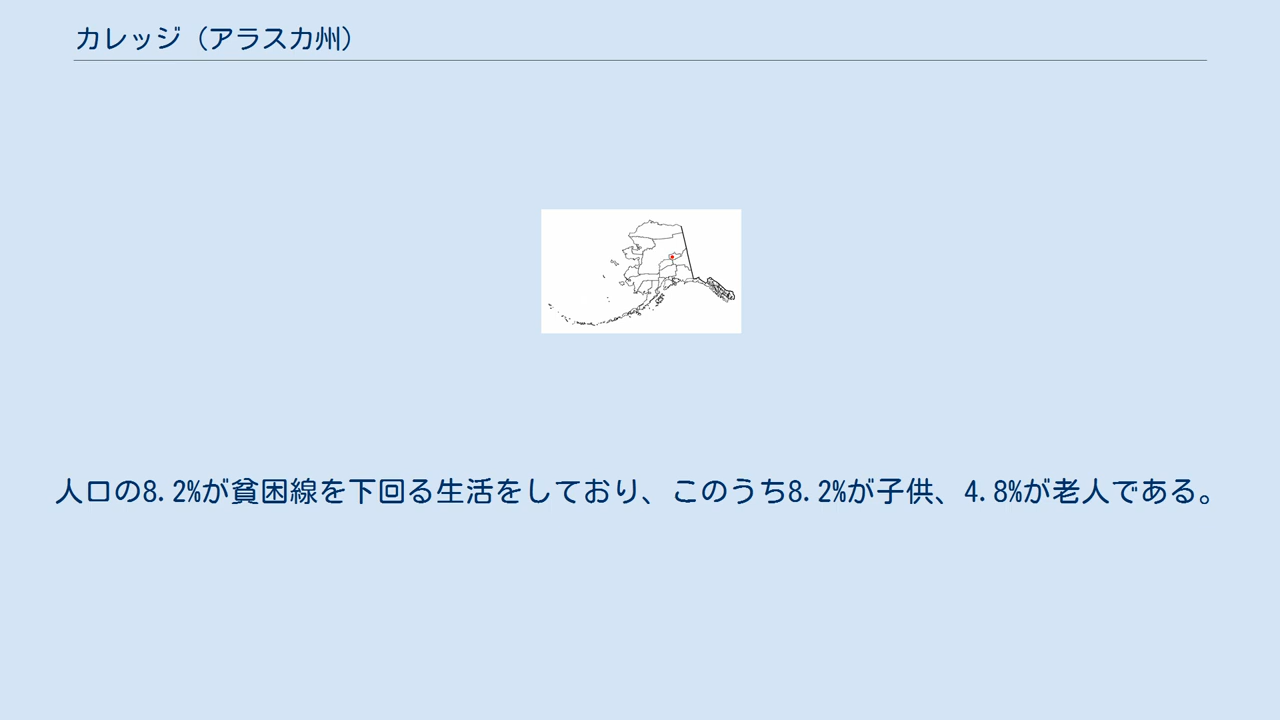 カレッジ（アラスカ州）
人口の8.2%が貧困線を下回る生活をしており、このうち8.2%が子供、4.8%が老人である。